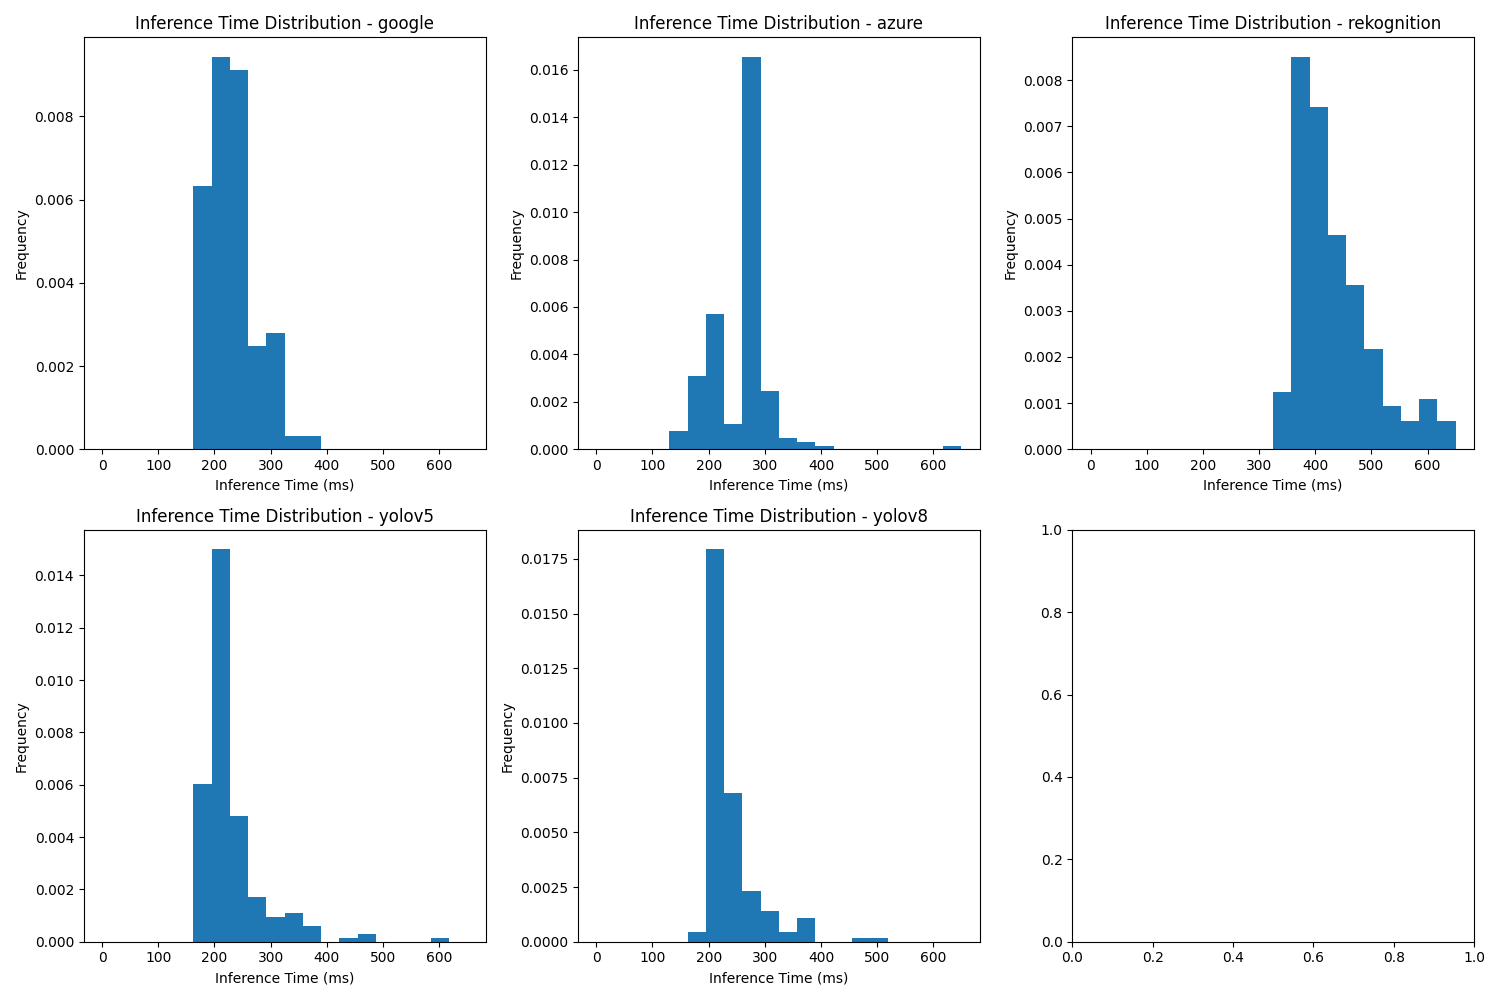 Inference Time Distribution - google
Frequency
0.008
0.006
0.004
0.002
0.000
0 100 200 300 400 500 600
Inference Time (ms)
Inference Time Distribution - azure
Frequency
0.016
0.014
0.012
0.010
0.008
0.006
0.004
0.002
0.000
0 100 200 300 400 500 600
Inference Time (ms)
Inference Time Distribution - rekognition
Frequency
0.008
0.007
0.006
0.005
0.004
0.003
0.002
0.001
0.000
0 100 200 300 400 500 600
Inference Time (ms)
Inference Time Distribution - yolov5
Frequency
0.014
0.012
0.010
0.008
0.006
0.004
0.002
0.000
0 100 200 300 400 500 600
Inference Time (ms)
Inference Time Distribution - yolov8
Frequency
0.0175
0.0150
0.0125
0.0100
0.0075
0.0050
0.0025
0.0000
0 100 200 300 400 500 600
Inference Time (ms)
1.0
0.8
0.6
0.4
0.2
0.0
0.0 0.2 0.4 0.6 0.8 1.0